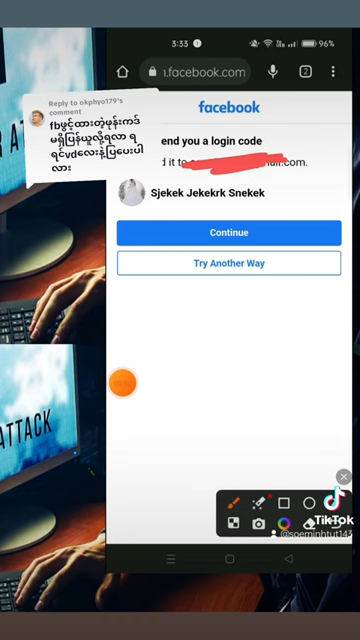 3:33
96%
n.facebook.com
2
Reply to okphyo179's
comment
fbဖွင့်ထားတဲ့ဖုန်းကဒ်
မရှိပြန်ယူလို့ရလာ ရ
ရင်vdလေးနဲ့ပြပေးပါ
လား
facebook
end you a login code
d it to
ail.com.
Sjekek Jekekrk Snekek
Continue
Try Another Way
ATTACK
TikTok
@soeminhtut143